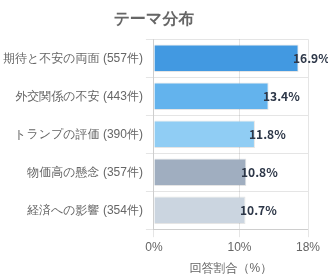 テーマ分布
期待と不安の両面 (557件)
16.9%
外交関係の不安 (443件)
13.4%
トランプの評価 (390件)
11.8%
物価高の懸念 (357件)
10.8%
経済への影響 (354件)
10.7%
0% 10% 18%
回答割合（%）